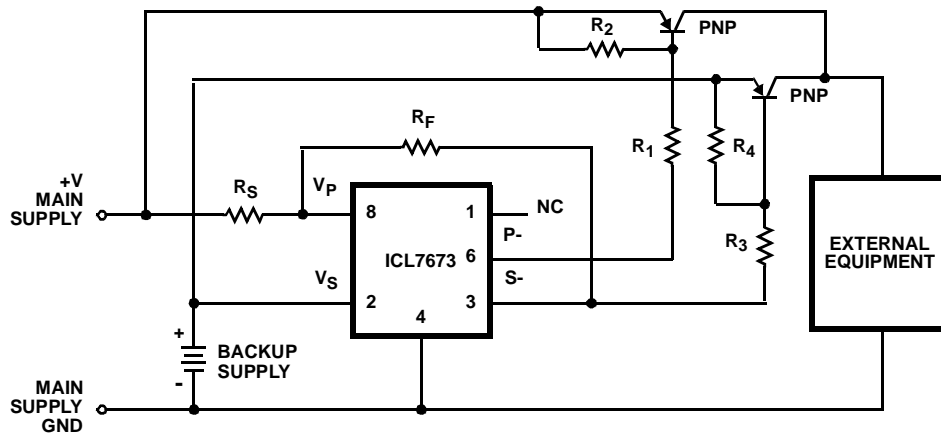 R2
PNP
PNP
RF
R1
R4
+V
MAIN
SUPPLY
RS
VP
8
1
NC
P-
ICL7673
6
R3
EXTERNAL
EQUIPMENT
VS
S-
2
4
3
+
BACKUP
SUPPLY
-
MAIN
SUPPLY
GND